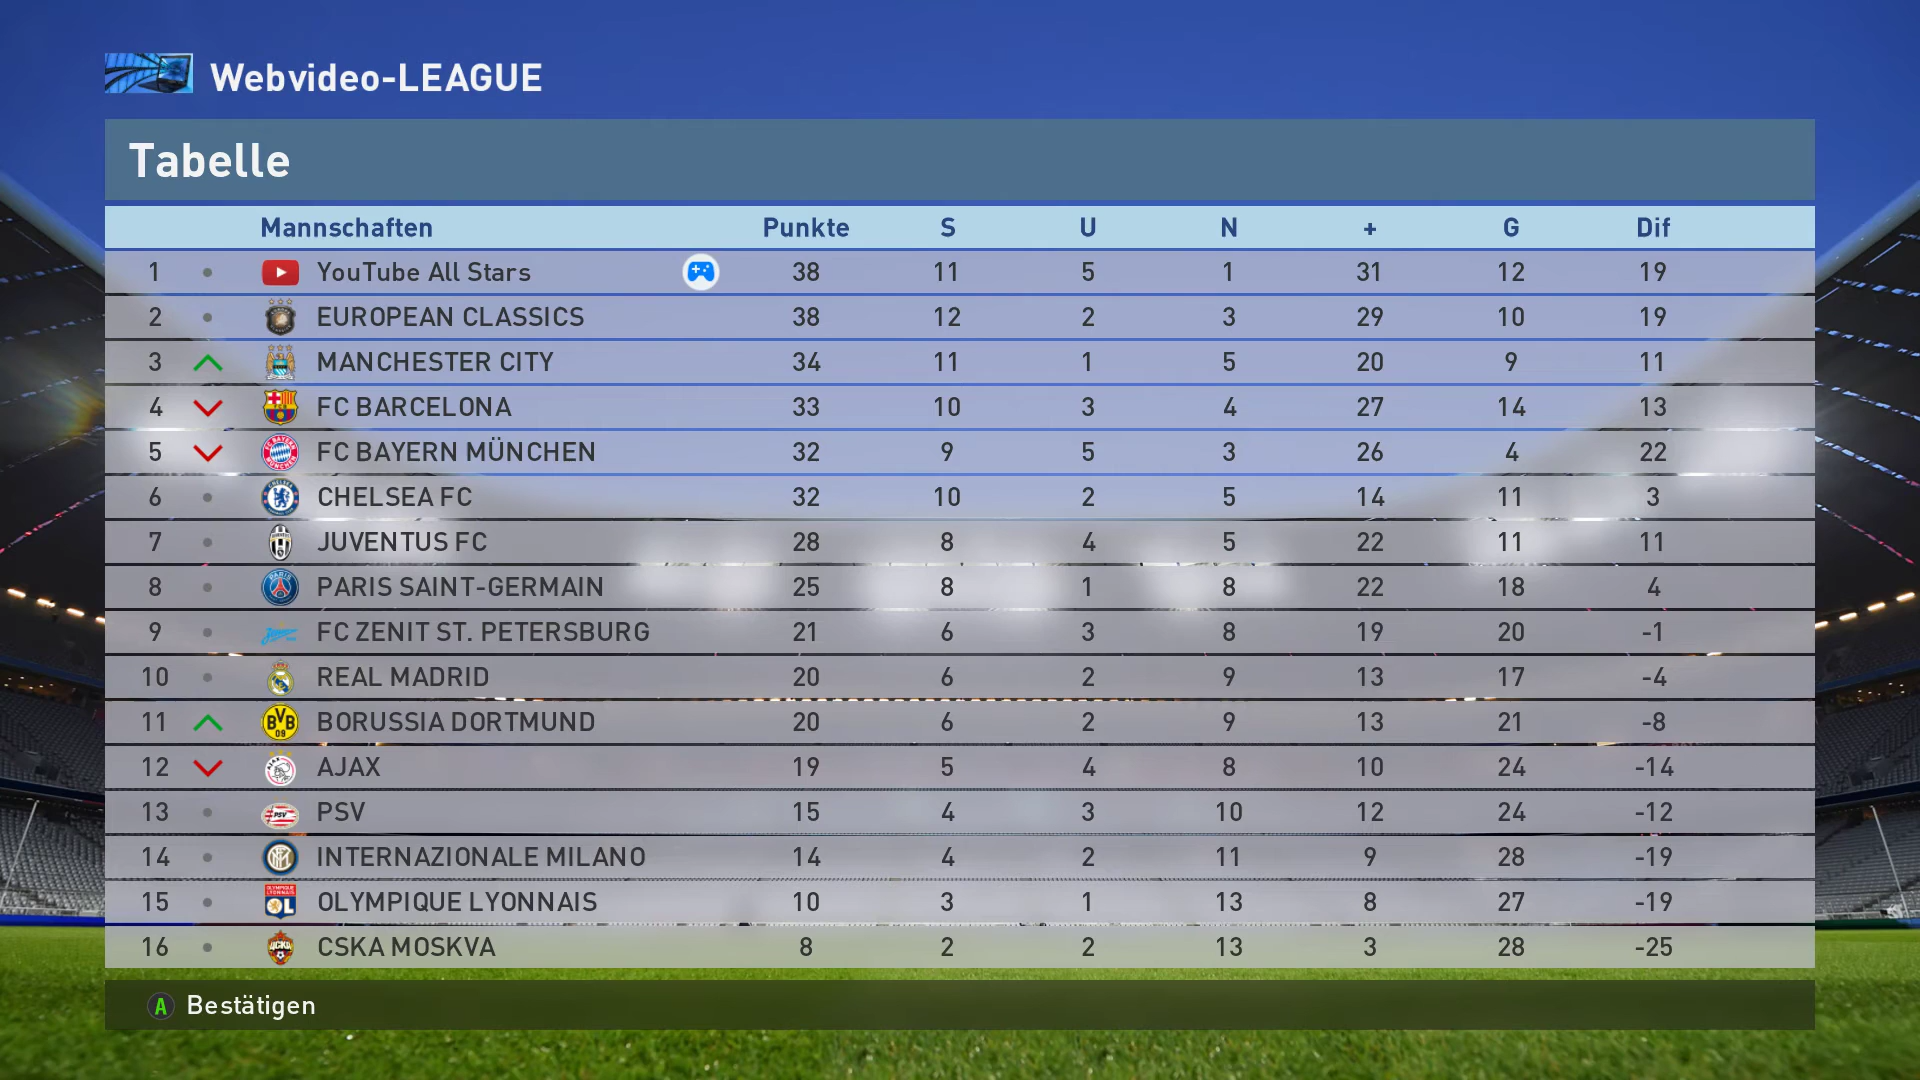 Webvideo-LEAGUE
Tabelle
Mannschaften Punkte S U N + G Dif
1 YouTube All Stars 38 11 5 1 31 12 19
2 EUROPEAN CLASSICS 38 12 2 3 29 10 19
3 MANCHESTER CITY 34 11 1 5 20 9 11
4 FC BARCELONA 33 10 3 4 27 14 13
5 FC BAYERN MÜNCHEN 32 9 5 3 26 4 22
6 CHELSEA FC 32 10 2 5 14 11 3
7 JUVENTUS FC 28 8 4 5 22 11 11
8 PARIS SAINT-GERMAIN 25 8 1 8 22 18 4
9 FC ZENIT ST. PETERSBURG 21 6 3 8 19 20 -1
10 REAL MADRID 20 6 2 9 13 17 -4
11 BORUSSIA DORTMUND 20 6 2 9 13 21 -8
12 AJAX 19 5 4 8 10 24 -14
13 PSV 15 4 3 10 12 24 -12
14 INTERNAZIONALE MILANO 14 4 2 11 9 28 -19
15 OLYMPIQUE LYONNAIS 10 3 1 13 8 27 -19
16 CSKA MOSKVA 8 2 2 13 3 28 -25
A Bestätigen